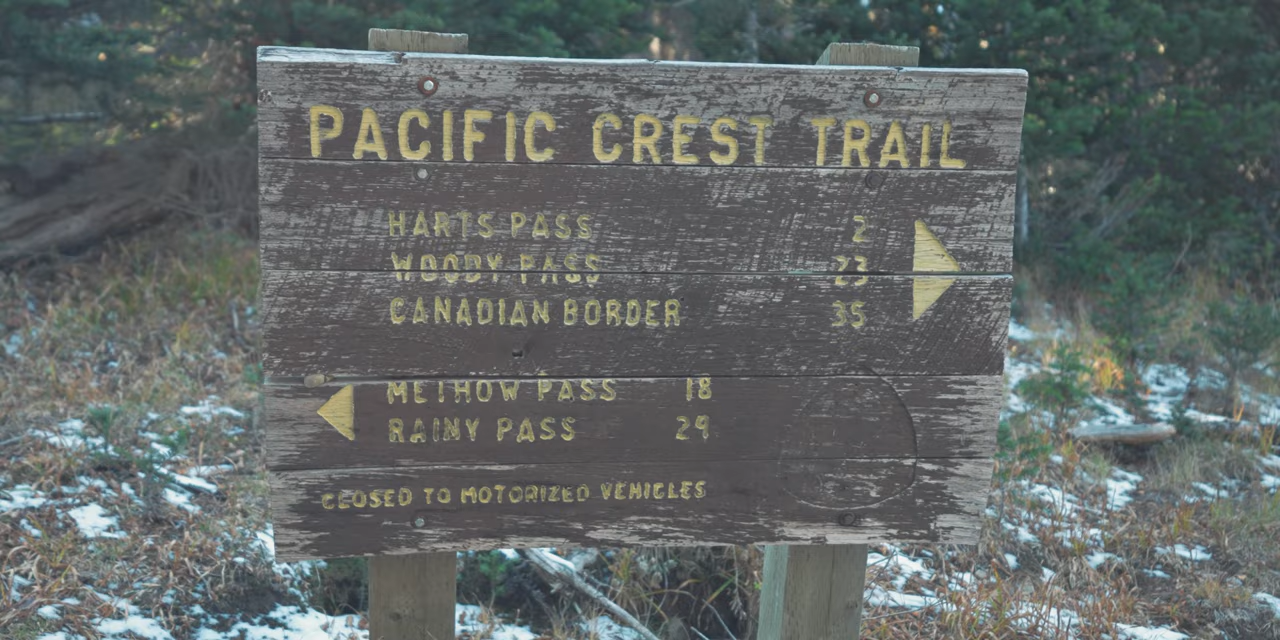 PACIFIC CREST TRAIL
HARTS PASS 2
WOODY PASS 23
CANADIAN BORDER 35
METHOW PASS 18
RAINY PASS 29
CLOSED TO MOTORIZED VEHICLES